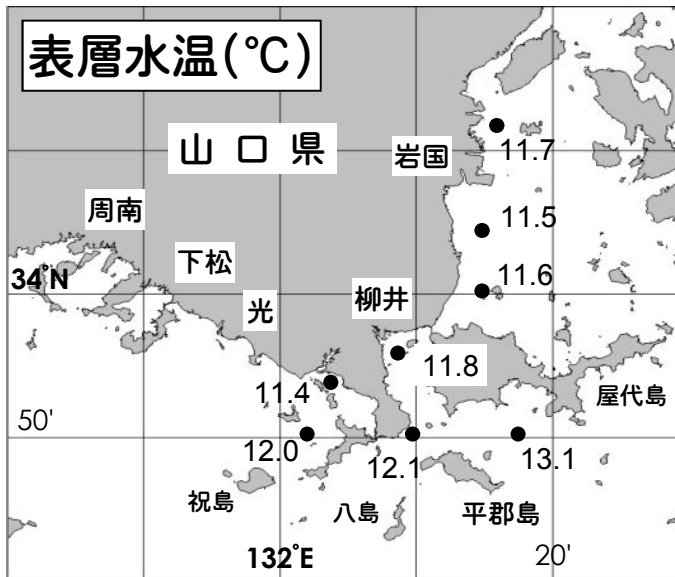 表層水温(℃)
山口県
岩国
11.7
周南
11.5
下松
34°N
11.6
光
柳井
11.8
11.4
屋代島
50'
12.0
12.1
13.1
祝島
八島
平郡島
132°E
20'